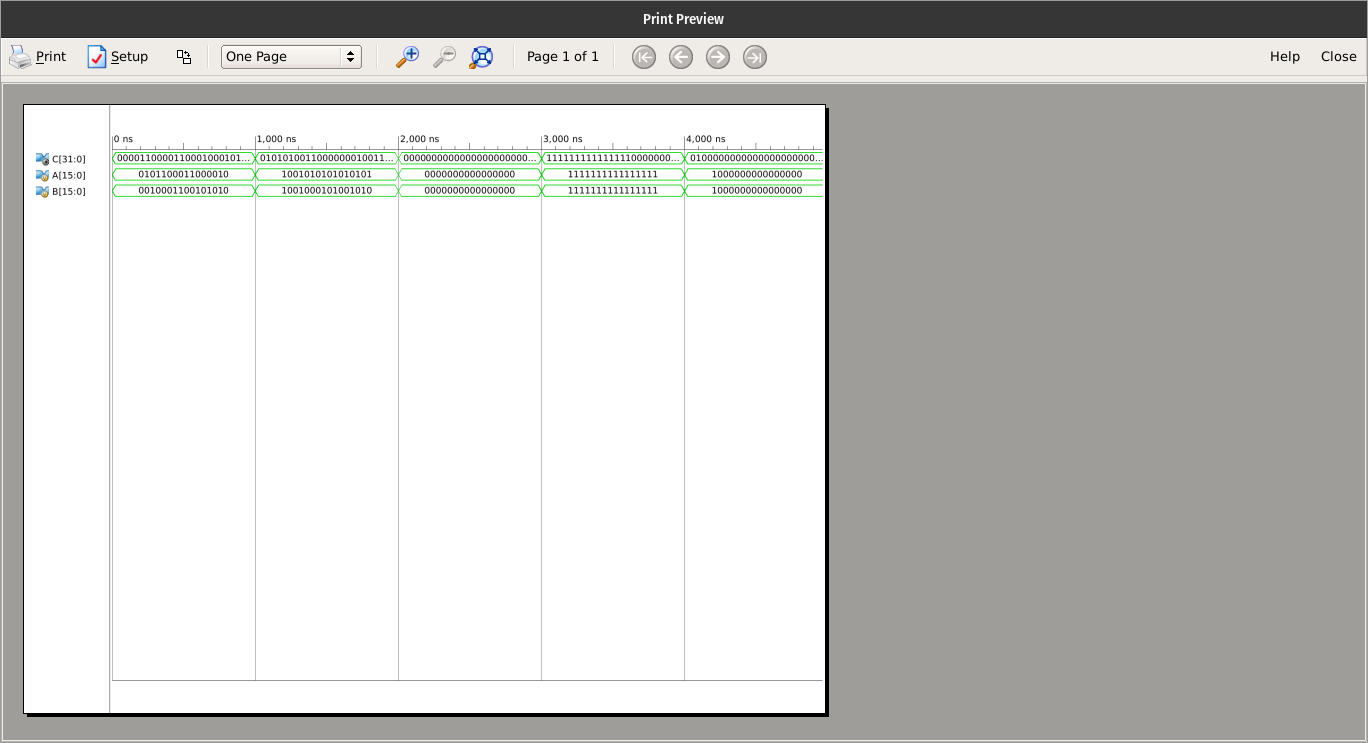 Print Preview
Print
Setup
One Page
Page 1 of 1
Help
Close
0 ns
1,000 ns
2,000 ns
3,000 ns
4,000 ns
C[31:0] 0000110000110001000101... 0101010011000000010011... 0000000000000000000000... 1111111111111110000000... 0100000000000000000000...
A[15:0] 0101100011000010 1001010101010101 0000000000000000 1111111111111111 1000000000000000
B[15:0] 0010001100101010 1001000101001010 0000000000000000 1111111111111111 1000000000000000